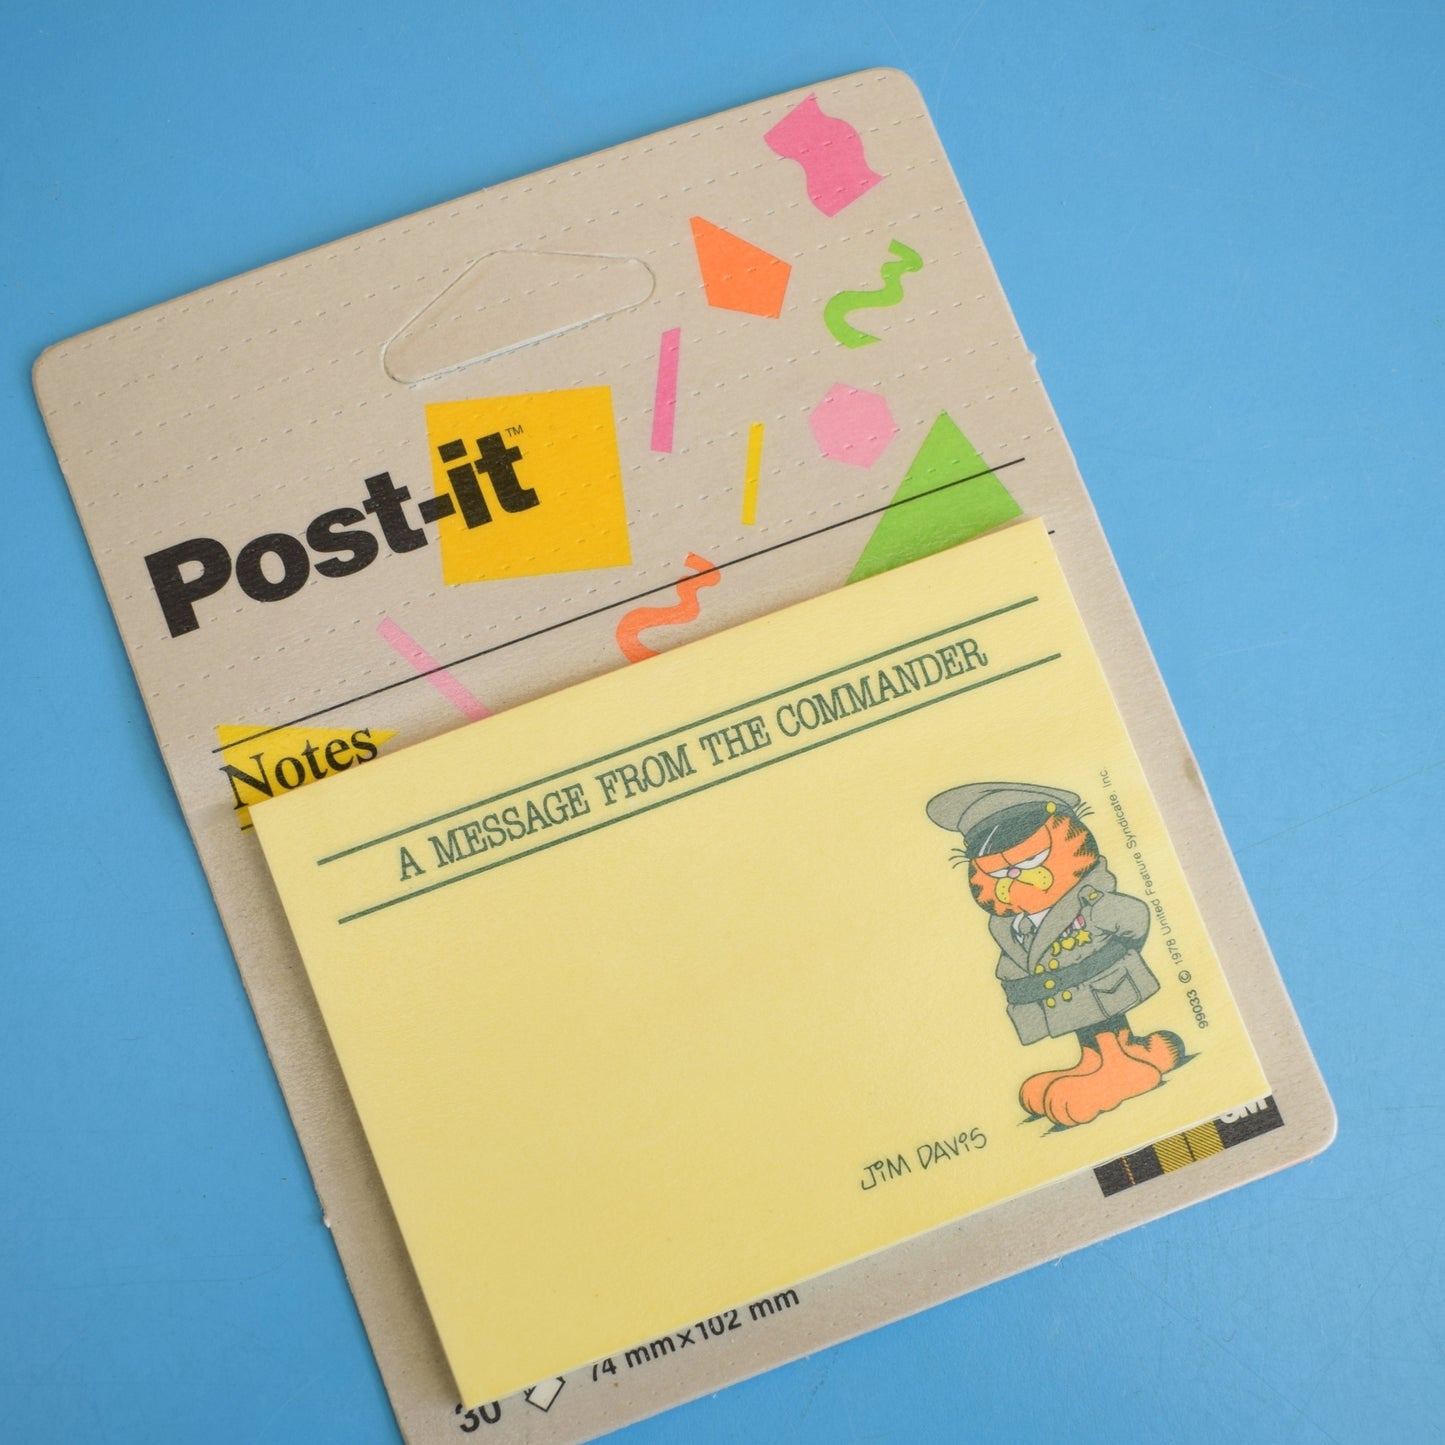 Post-it™
Notes
A MESSAGE FROM THE COMMANDER
99033 © 1978 United Feature Syndicate, Inc.
JIM DAVIS
3M
30
74 mm×102 mm